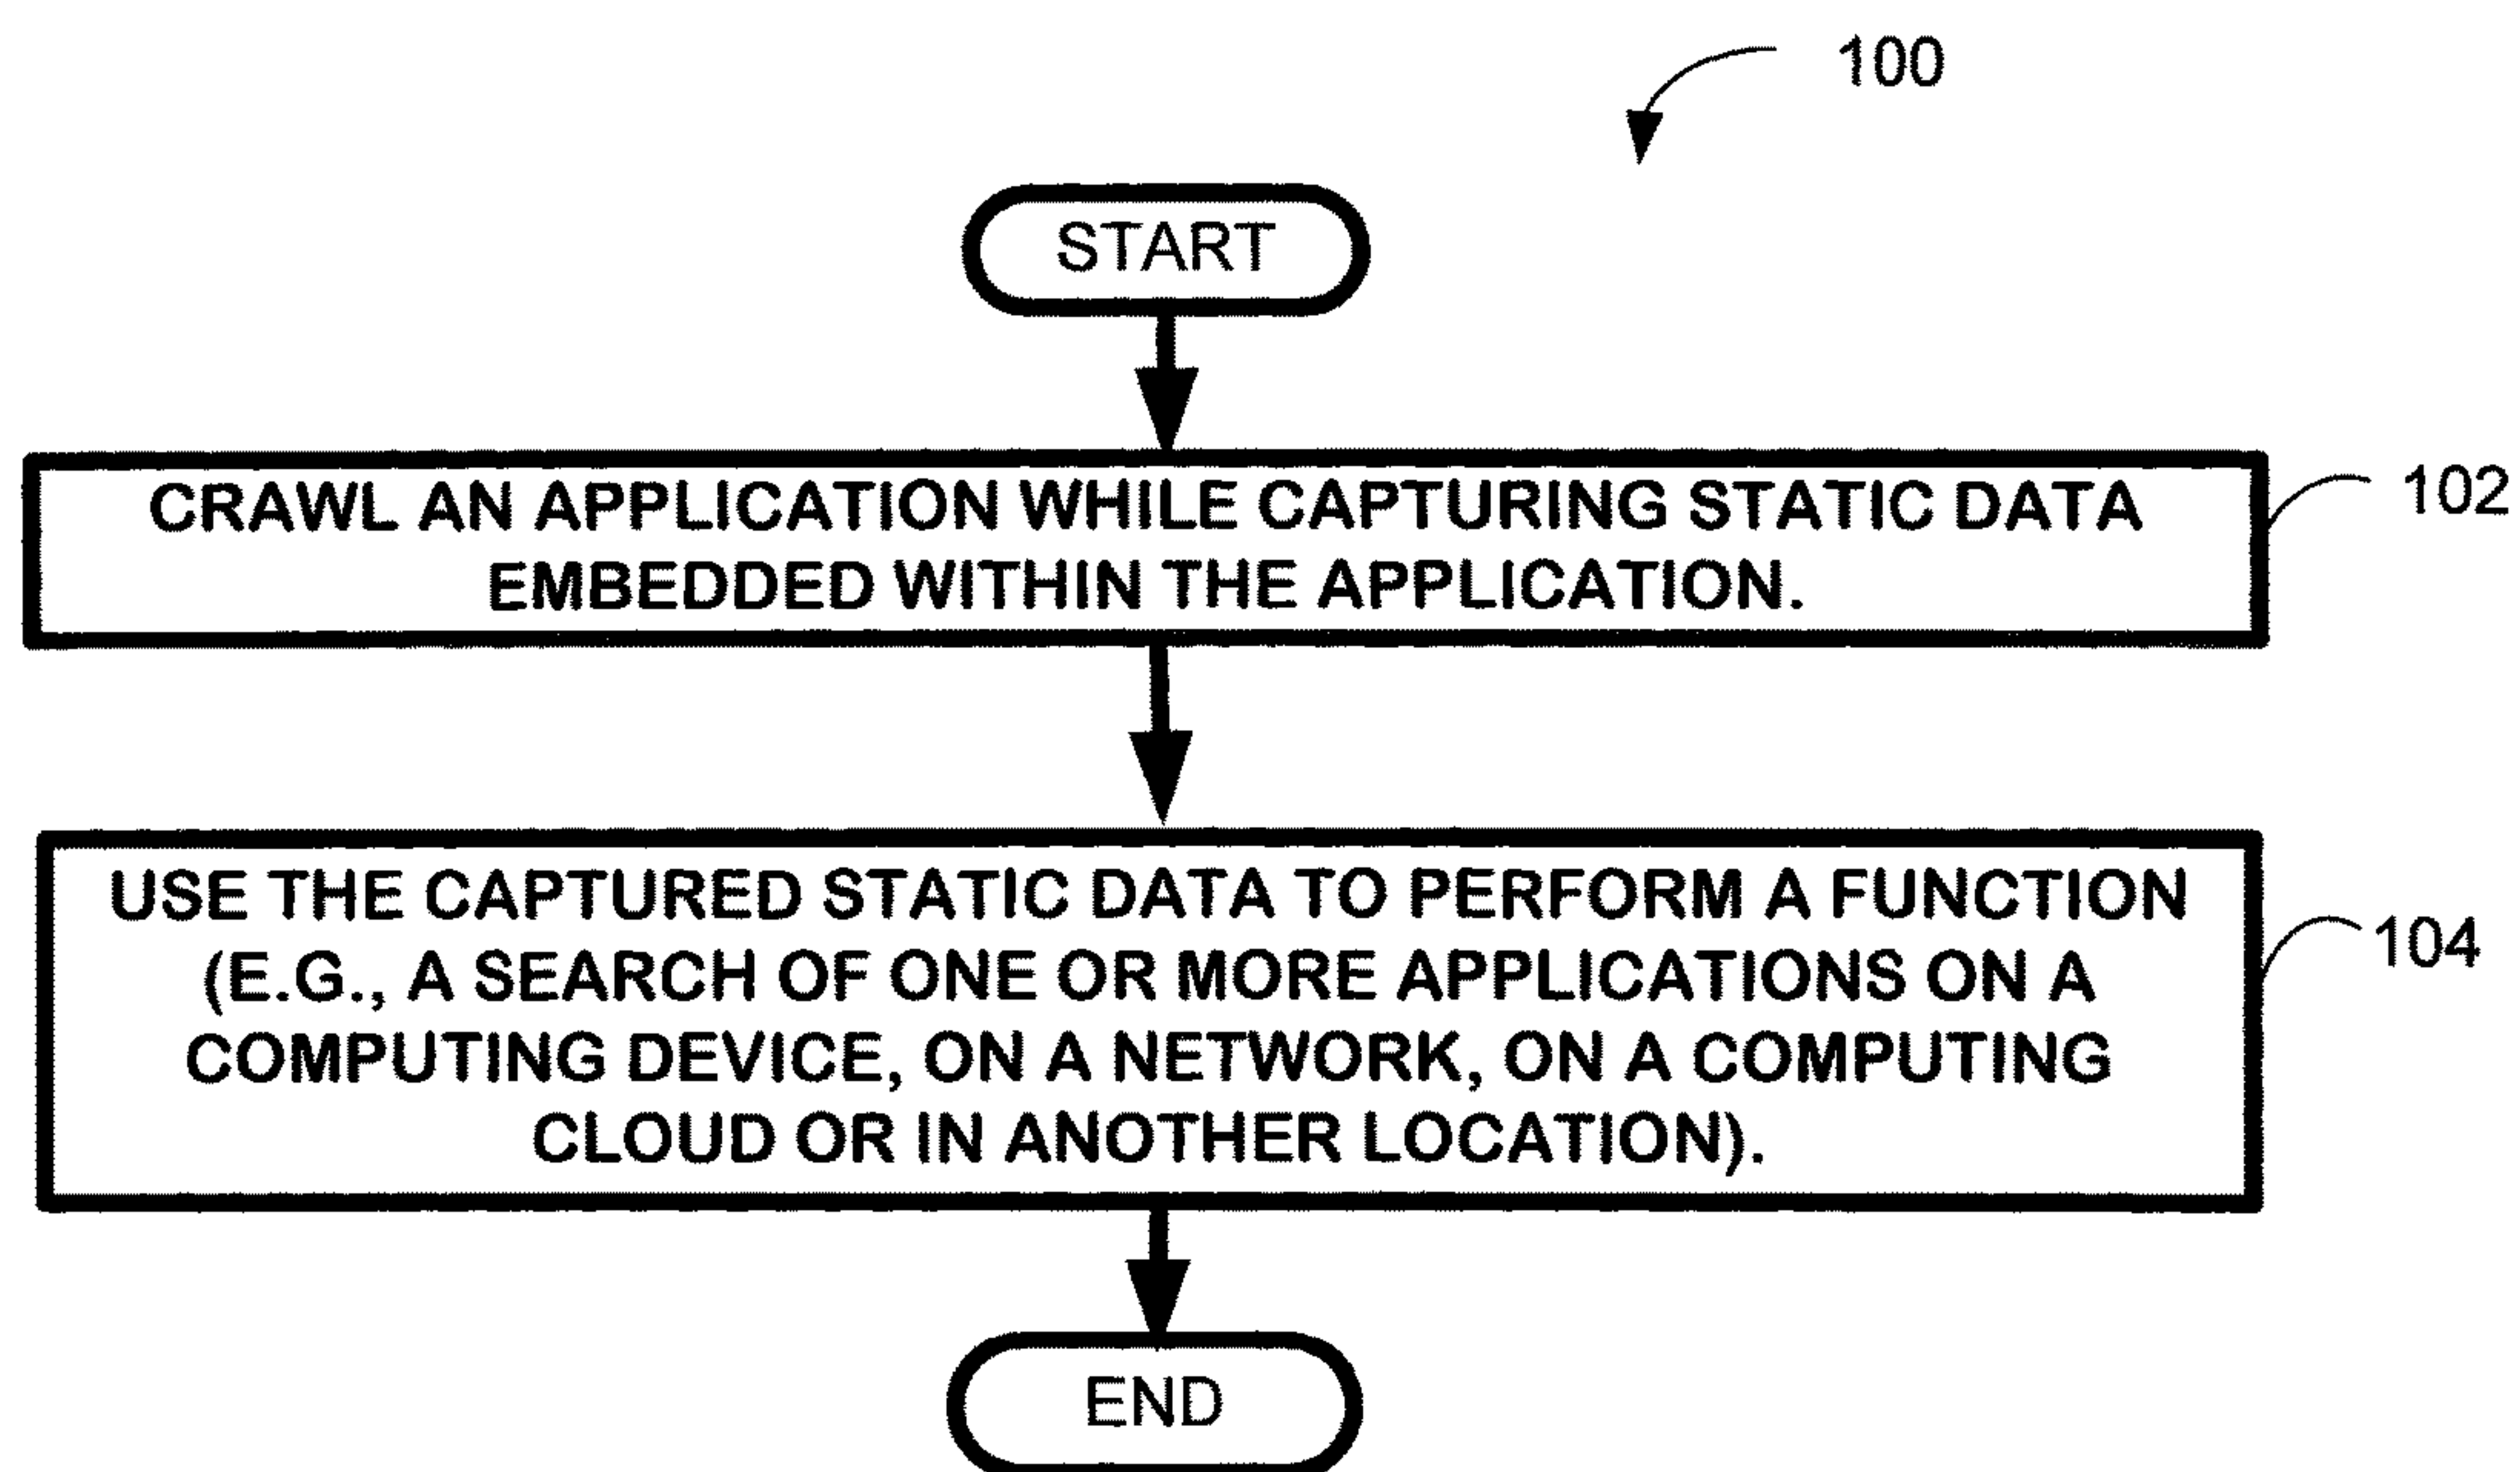 100
START
CRAWL AN APPLICATION WHILE CAPTURING STATIC DATA
EMBEDDED WITHIN THE APPLICATION.
102
USE THE CAPTURED STATIC DATA TO PERFORM A FUNCTION
(E.G., A SEARCH OF ONE OR MORE APPLICATIONS ON A
COMPUTING DEVICE, ON A NETWORK, ON A COMPUTING
CLOUD OR IN ANOTHER LOCATION).
104
END